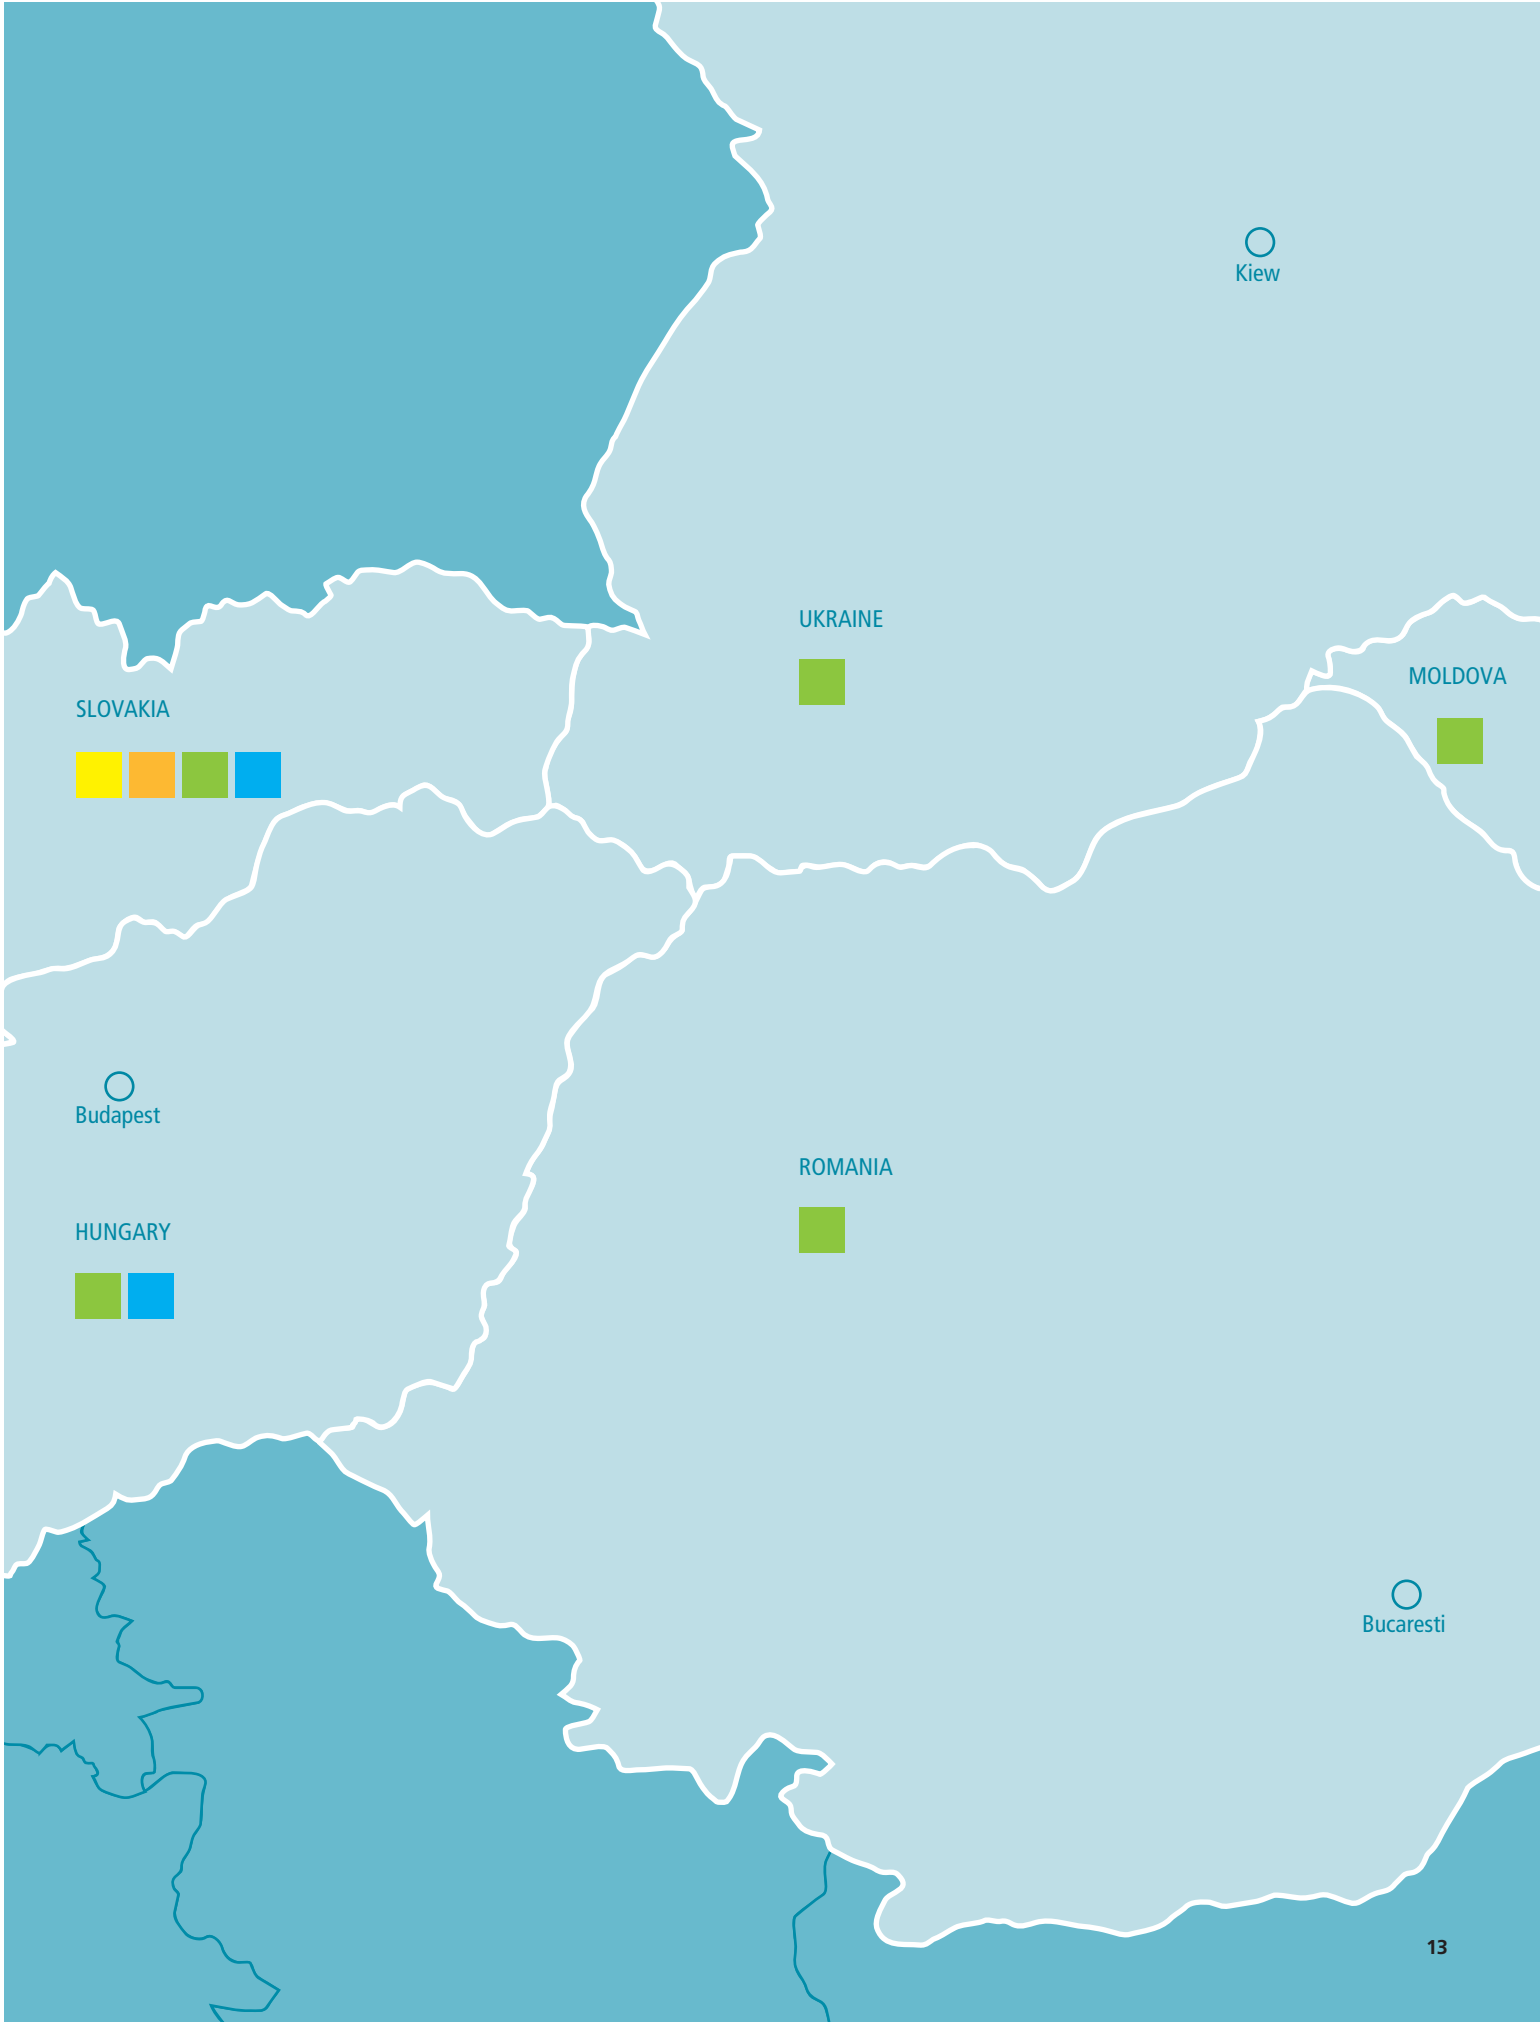 Kiew
UKRAINE
MOLDOVA
SLOVAKIA
Budapest
ROMANIA
HUNGARY
Bucaresti
13